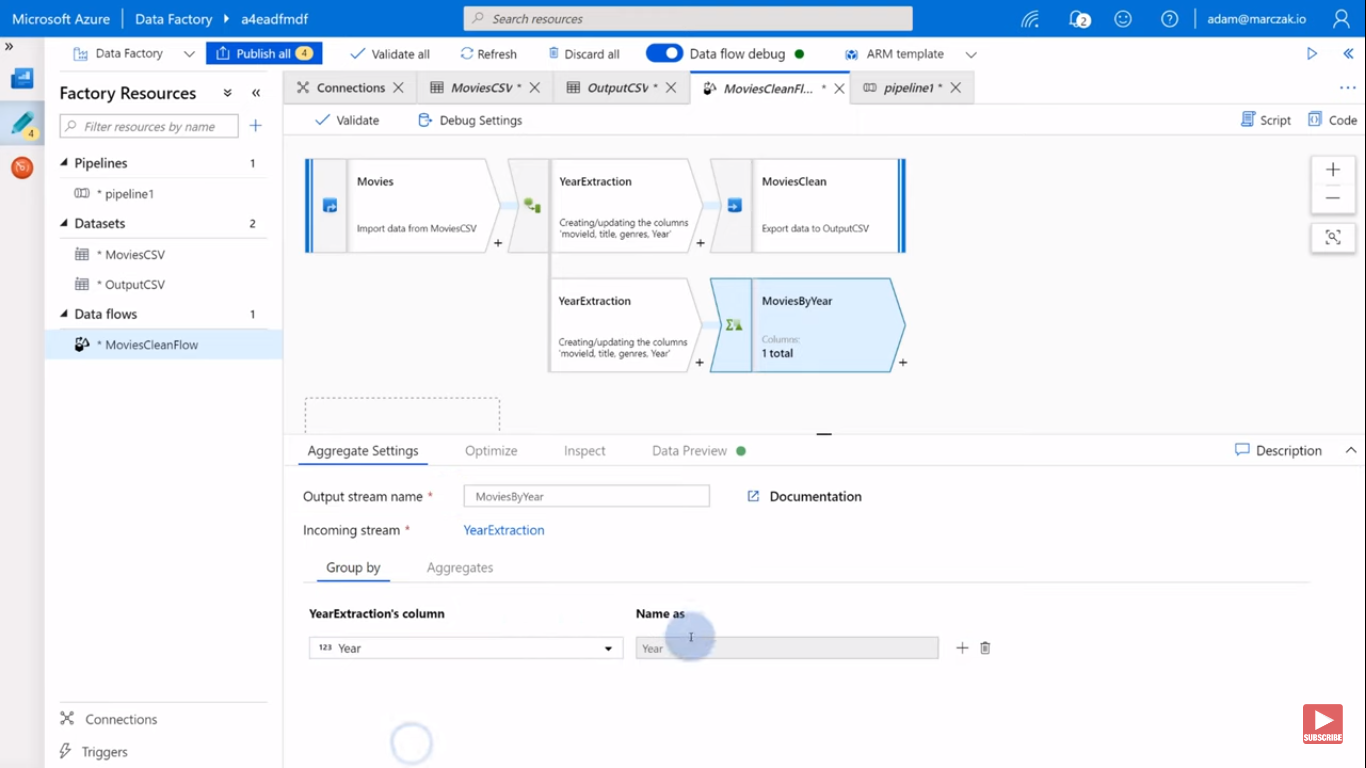 Microsoft Azure Data Factory a4eadfmdf Search resources 2 adam@marczak.io
Data Factory Publish all 4 Validate all Refresh Discard all Data flow debug ARM template
Factory Resources Connections MoviesCSV * OutputCSV * MoviesCleanFl... * pipeline1 *
Filter resources by name Validate Debug Settings Script Code
4
Pipelines 1
* pipeline1
Datasets 2
* MoviesCSV
* OutputCSV
Data flows 1
* MoviesCleanFlow
Movies
Import data from MoviesCSV
YearExtraction
Creating/updating the columns
'movieId, title, genres, Year'
MoviesClean
Export data to OutputCSV
YearExtraction
Creating/updating the columns
'movieId, title, genres, Year'
MoviesByYear
Columns:
1 total
Aggregate Settings Optimize Inspect Data Preview Description
Output stream name * MoviesByYear Documentation
Incoming stream * YearExtraction
Group by Aggregates
YearExtraction's column Name as
123 Year Year
Connections
Triggers
SUBSCRIBE